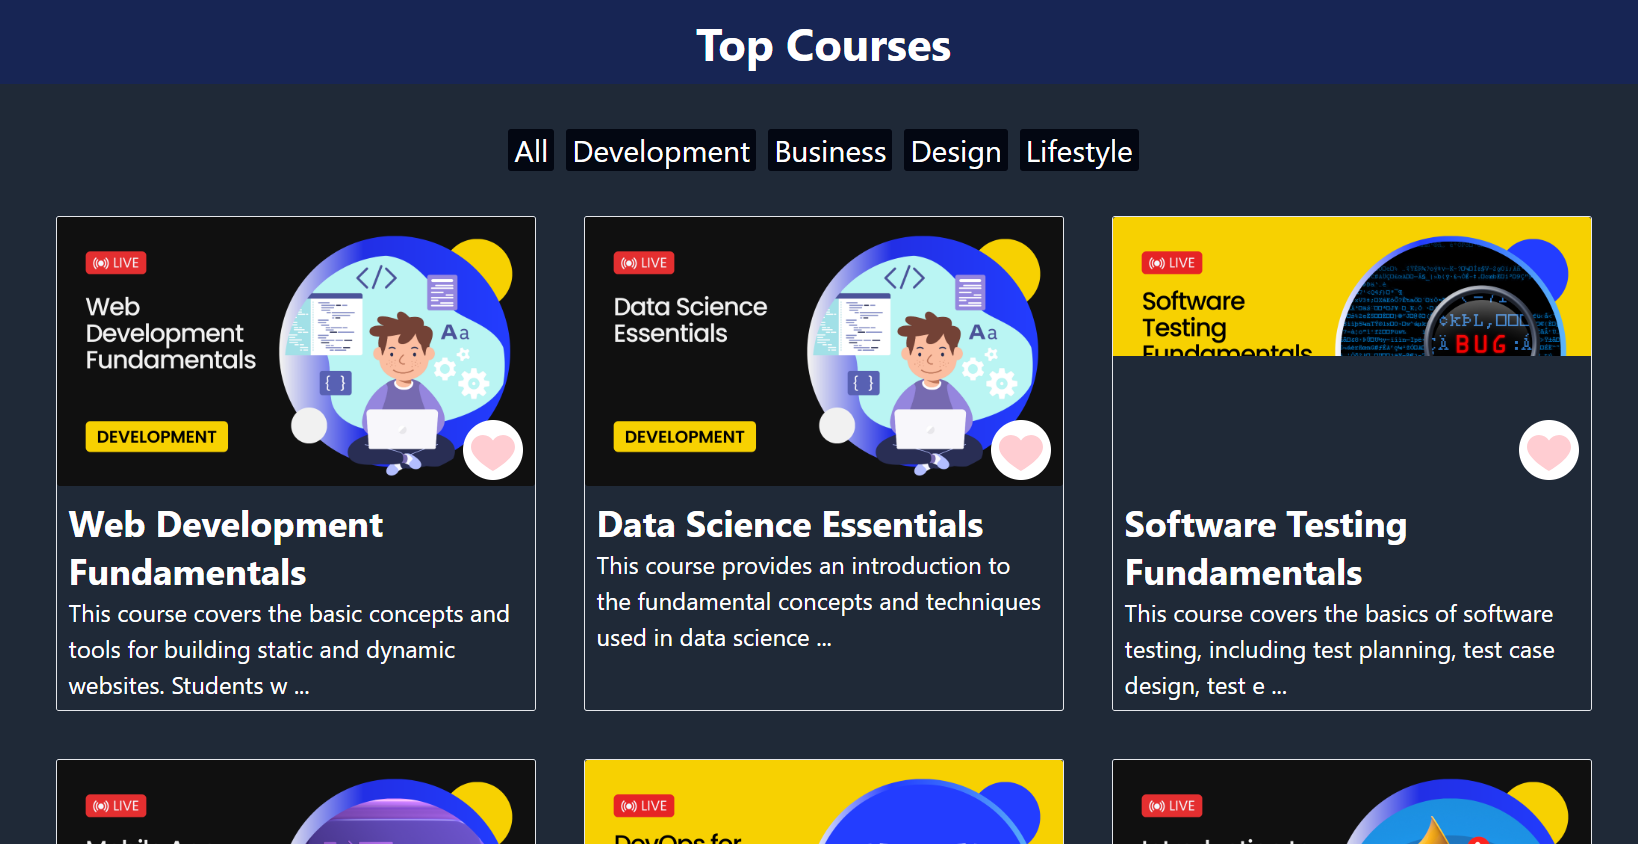 Top Courses
All Development Business Design Lifestyle
LIVE
Web
Development
Fundamentals
DEVELOPMENT
</>
{ }
Aa
LIVE
Data Science
Essentials
DEVELOPMENT
</>
{ }
Aa
LIVE
Software
Testing
Fundamentals
BUG
Web Development
Fundamentals
This course covers the basic concepts and
tools for building static and dynamic
websites. Students w ...
Data Science Essentials
This course provides an introduction to
the fundamental concepts and techniques
used in data science ...
Software Testing
Fundamentals
This course covers the basics of software
testing, including test planning, test case
design, test e ...
LIVE
LIVE
DevOps for
LIVE